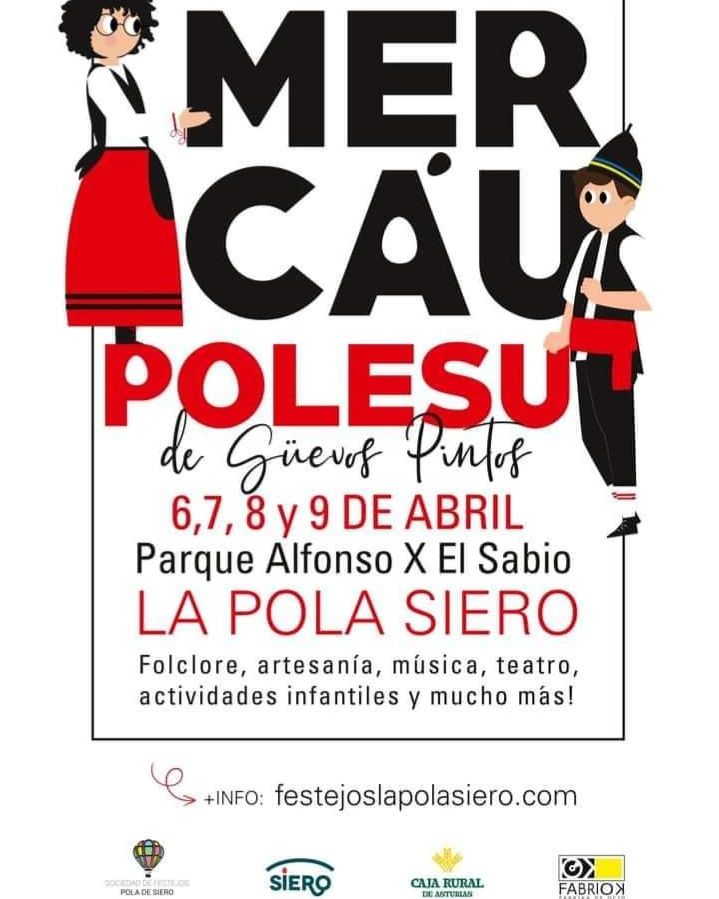 MER
CÁU
POLESU
de Güevos Pintos
6,7, 8 y 9 DE ABRIL
Parque Alfonso X El Sabio
LA POLA SIERO
Folclore, artesanía, música, teatro,
actividades infantiles y mucho más!
+INFO: festejoslapolasiero.com
SOCIEDAD DE FESTEJOS
POLA DE SIERO
SIERO
CAJA RURAL
DE ASTURIAS
FABRIOK